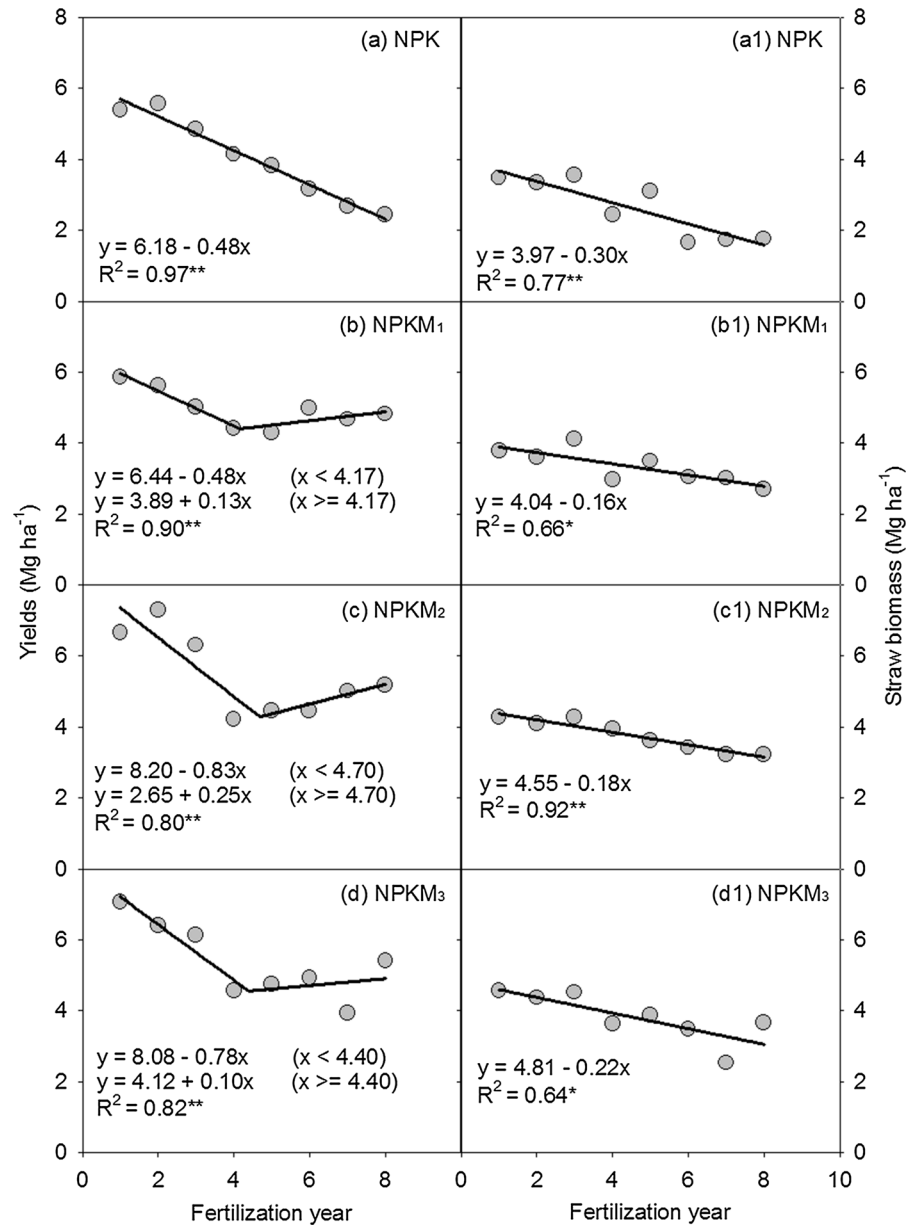 8
6
4
2
0
(a) NPK
y = 6.18 - 0.48x
R² = 0.97**
(a1) NPK
y = 3.97 - 0.30x
R² = 0.77**
8
6
4
2
0
6
4
2
0
(b) NPKM₁
y = 6.44 - 0.48x (x < 4.17)
y = 3.89 + 0.13x (x >= 4.17)
R² = 0.90**
(b1) NPKM₁
y = 4.04 - 0.16x
R² = 0.66*
6
4
2
0
Yields (Mg ha⁻¹)
Straw biomass (Mg ha⁻¹)
6
4
2
0
(c) NPKM₂
y = 8.20 - 0.83x (x < 4.70)
y = 2.65 + 0.25x (x >= 4.70)
R² = 0.80**
(c1) NPKM₂
y = 4.55 - 0.18x
R² = 0.92**
6
4
2
0
6
4
2
0
(d) NPKM₃
y = 8.08 - 0.78x (x < 4.40)
y = 4.12 + 0.10x (x >= 4.40)
R² = 0.82**
(d1) NPKM₃
y = 4.81 - 0.22x
R² = 0.64*
6
4
2
0
0 2 4 6 8 0 2 4 6 8 10
Fertilization year Fertilization year